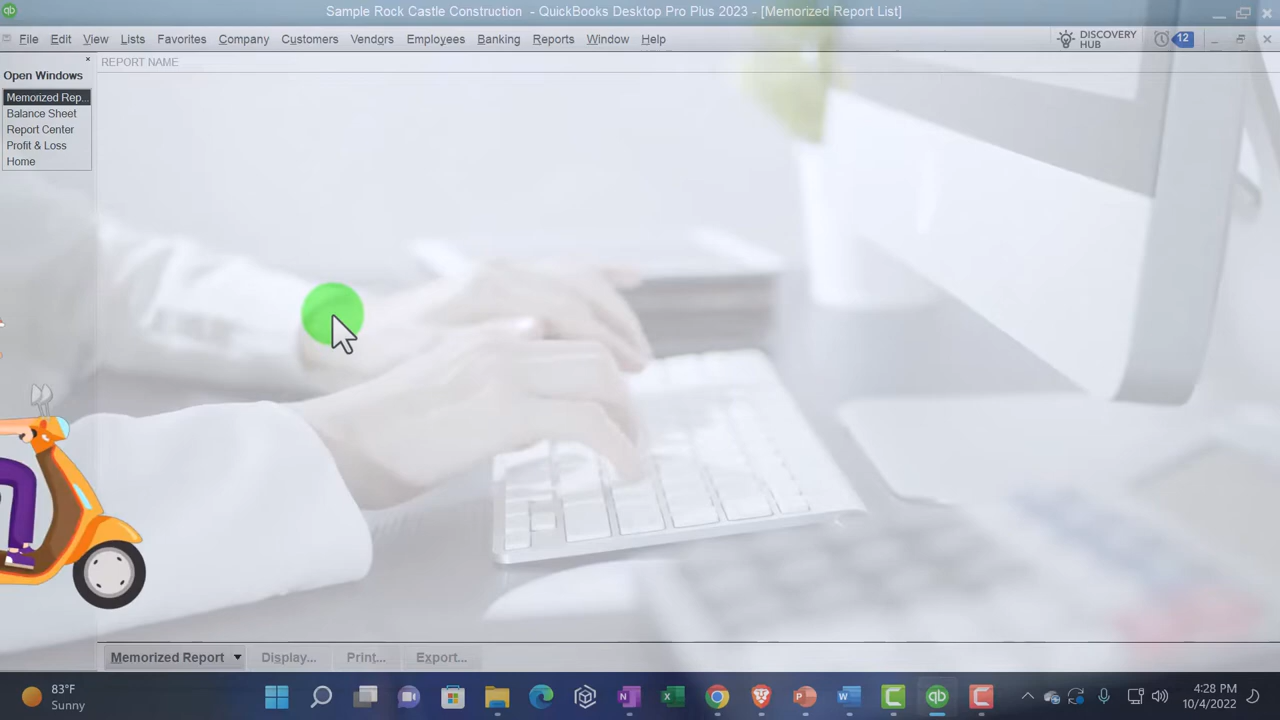 Sample Rock Castle Construction - QuickBooks Desktop Pro Plus 2023 - [Memorized Report List]
File Edit View Lists Favorites Company Customers Vendors Employees Banking Reports Window Help
DISCOVERY HUB
12
REPORT NAME
Open Windows
Memorized Rep...
Balance Sheet
Report Center
Profit & Loss
Home
Memorized Report Display... Print... Export...
83°F
Sunny
4:28 PM
10/4/2022